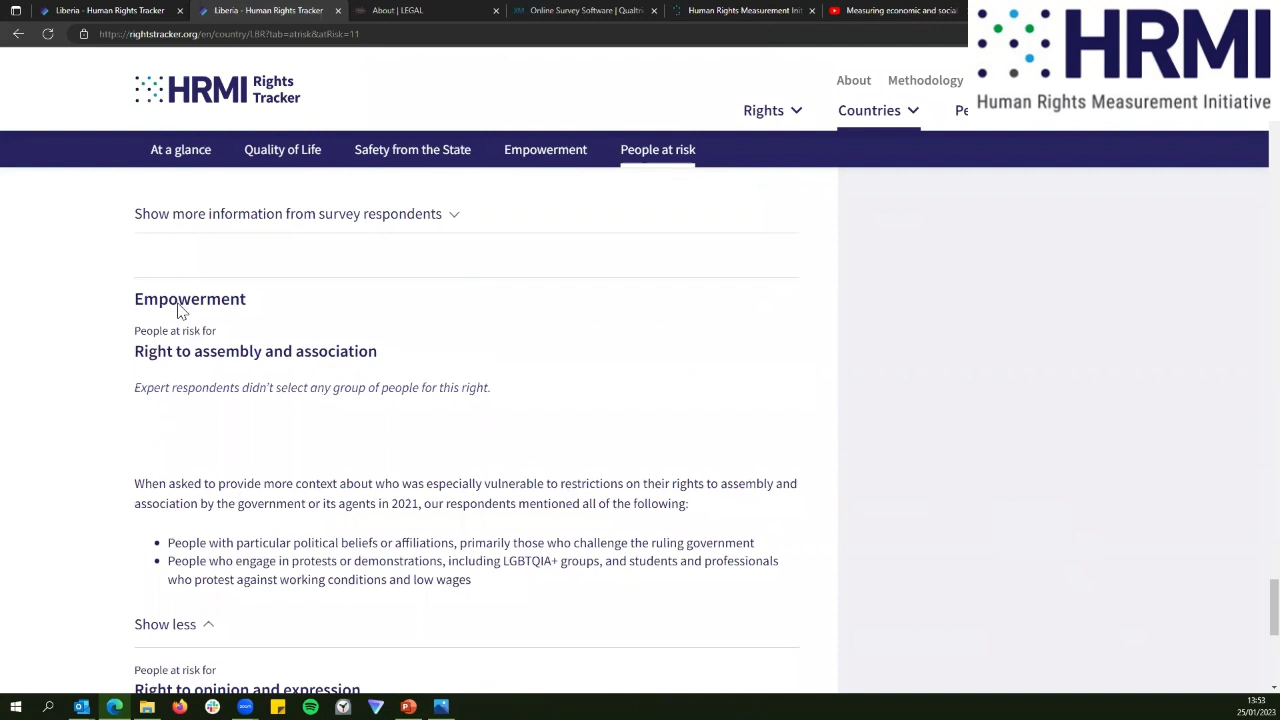 Liberia - Human Rights Tracker
Liberia - Human Rights Tracker
About | LEGAL
Online Survey Software | Qualtri
Human Rights Measurement Init
Measuring economic and social
https://rightstracker.org/en/country/LBR?tab=atrisk&atRisk=11
HRMI
Human Rights Measurement Initiative
HRMI Rights
Tracker
About Methodology
Rights Countries Pe
At a glance Quality of Life Safety from the State Empowerment People at risk
Show more information from survey respondents
Empowerment
People at risk for
Right to assembly and association
Expert respondents didn't select any group of people for this right.
When asked to provide more context about who was especially vulnerable to restrictions on their rights to assembly and
association by the government or its agents in 2021, our respondents mentioned all of the following:
• People with particular political beliefs or affiliations, primarily those who challenge the ruling government
• People who engage in protests or demonstrations, including LGBTQIA+ groups, and students and professionals
who protest against working conditions and low wages
Show less
People at risk for
Right to opinion and expression
13:53
25/01/2023